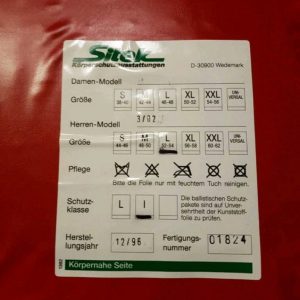 Sitek
Körperschutzausstattungen D-30900 Wedemark
Damen-Modell
Größe S 36-40 M 42-44 L 46-48 XL 50-52 XXL 54-56 UNI-VERSAL
Herren-Modell 3/02
Größe S 44-46 M 48-50 L 52-54 XL 56-58 XXL 60-62 UNI-VERSAL
Pflege
Bitte die Folie nur mit feuchtem Tuch reinigen.
Schutz- Die ballistischen Schutz-
klasse L I pakete sind auf Unver-
sehrtheit der Kunststoff-
folie zu prüfen.
Herstel- Fertigungs-
lungsjahr 12/96 nummer 01824
Körpernahe Seite